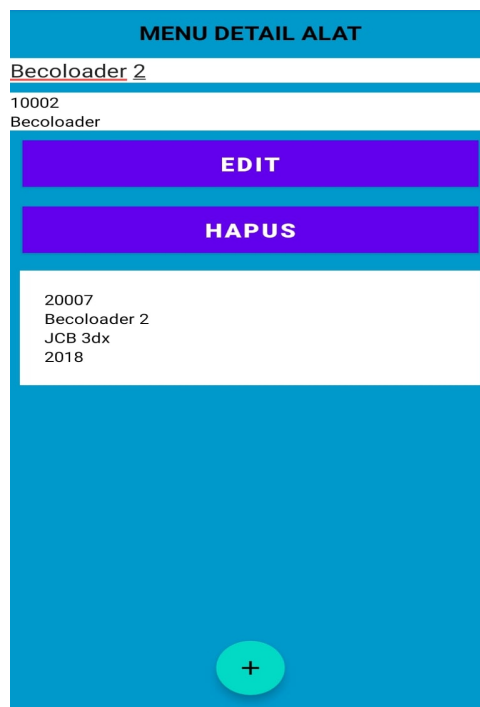 MENU DETAIL ALAT
Becoloader 2
10002
Becoloader
EDIT
HAPUS
20007
Becoloader 2
JCB 3dx
2018
+